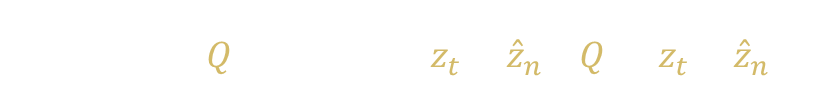 Q z_t ẑ_n Q z_t ẑ_n